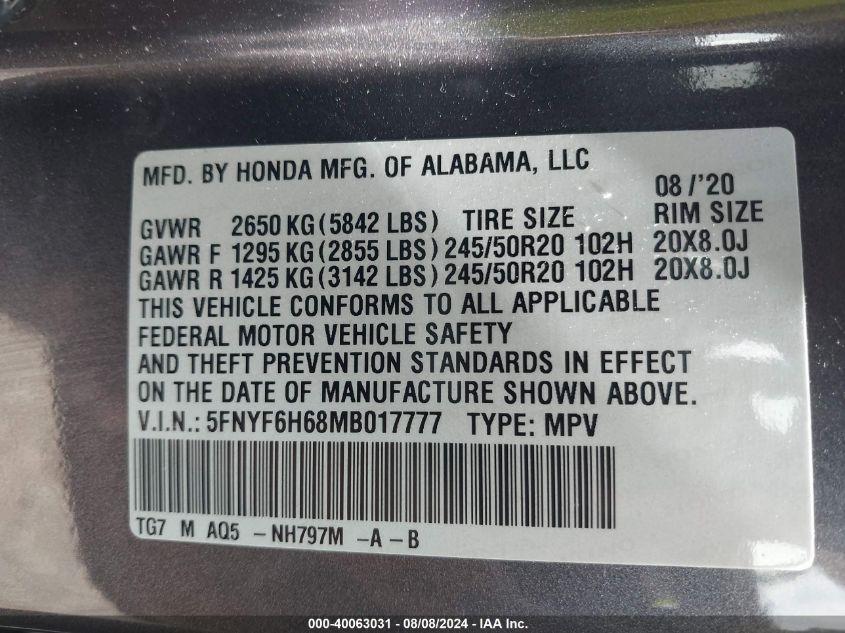 MFD. BY HONDA MFG. OF ALABAMA, LLC
08/'20
GVWR 2650 KG (5842 LBS) TIRE SIZE RIM SIZE
GAWR F 1295 KG (2855 LBS) 245/50R20 102H 20X8.0J
GAWR R 1425 KG (3142 LBS) 245/50R20 102H 20X8.0J
THIS VEHICLE CONFORMS TO ALL APPLICABLE
FEDERAL MOTOR VEHICLE SAFETY
AND THEFT PREVENTION STANDARDS IN EFFECT
ON THE DATE OF MANUFACTURE SHOWN ABOVE.
V.I.N.: 5FNYF6H68MB017777 TYPE: MPV
TG7 M AQ5 -NH797M -A -B
000-40063031 - 08/08/2024 - IAA Inc.